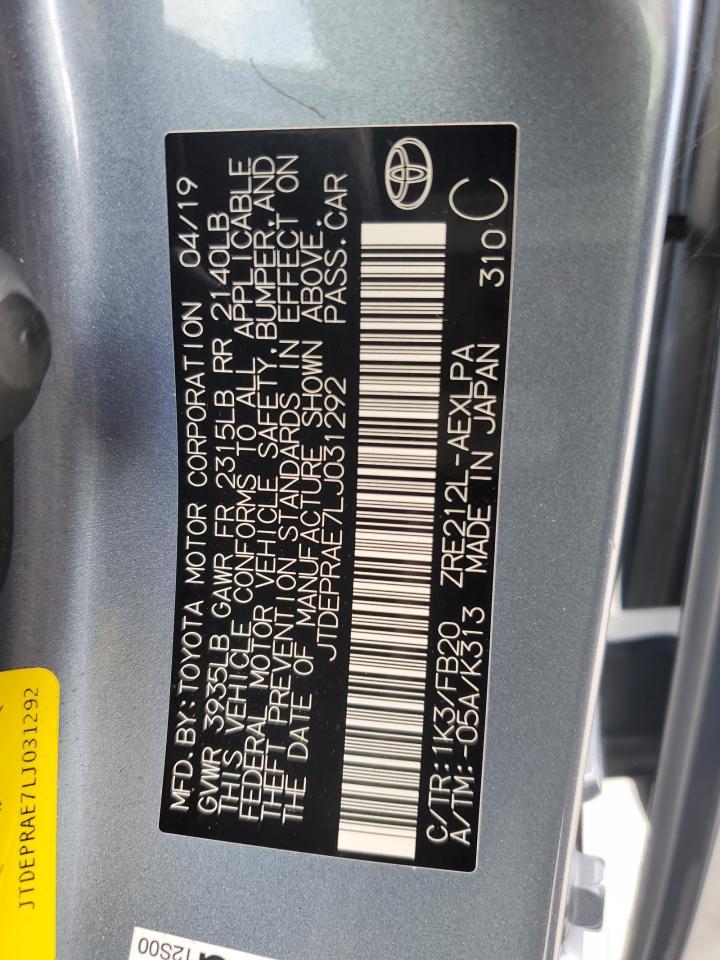 MFD. BY: TOYOTA MOTOR CORPORATION 04/19
GVWR 3935LB GAWR FR 2315LB RR 2140LB
THIS VEHICLE CONFORMS TO ALL APPLICABLE
FEDERAL MOTOR VEHICLE SAFETY, BUMPER, AND
THEFT PREVENTION STANDARDS IN EFFECT ON
THE DATE OF MANUFACTURE SHOWN ABOVE.
JTDEPRAE7LJ031292 PASS. CAR
C/TR: 1K3/FB20 ZRE212L-AEXLPA
A/TM: -05A/K313 MADE IN JAPAN 310 C
JTDEPRAE7LJ031292
12S00